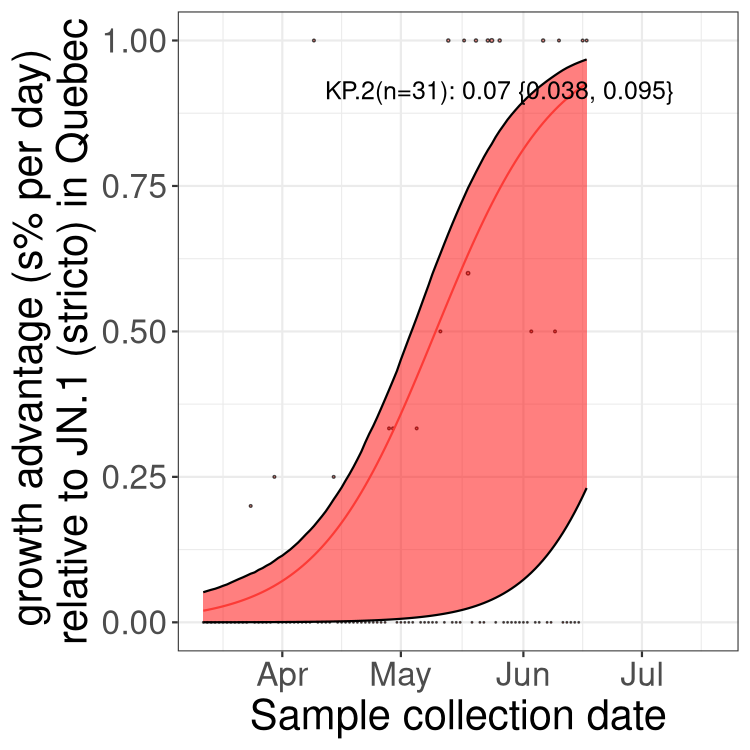 growth advantage (s% per day)
relative to JN.1 (stricto) in Quebec
1.00
0.75
0.50
0.25
0.00
KP.2(n=31): 0.07 {0.038, 0.095}
Apr May Jun Jul
Sample collection date